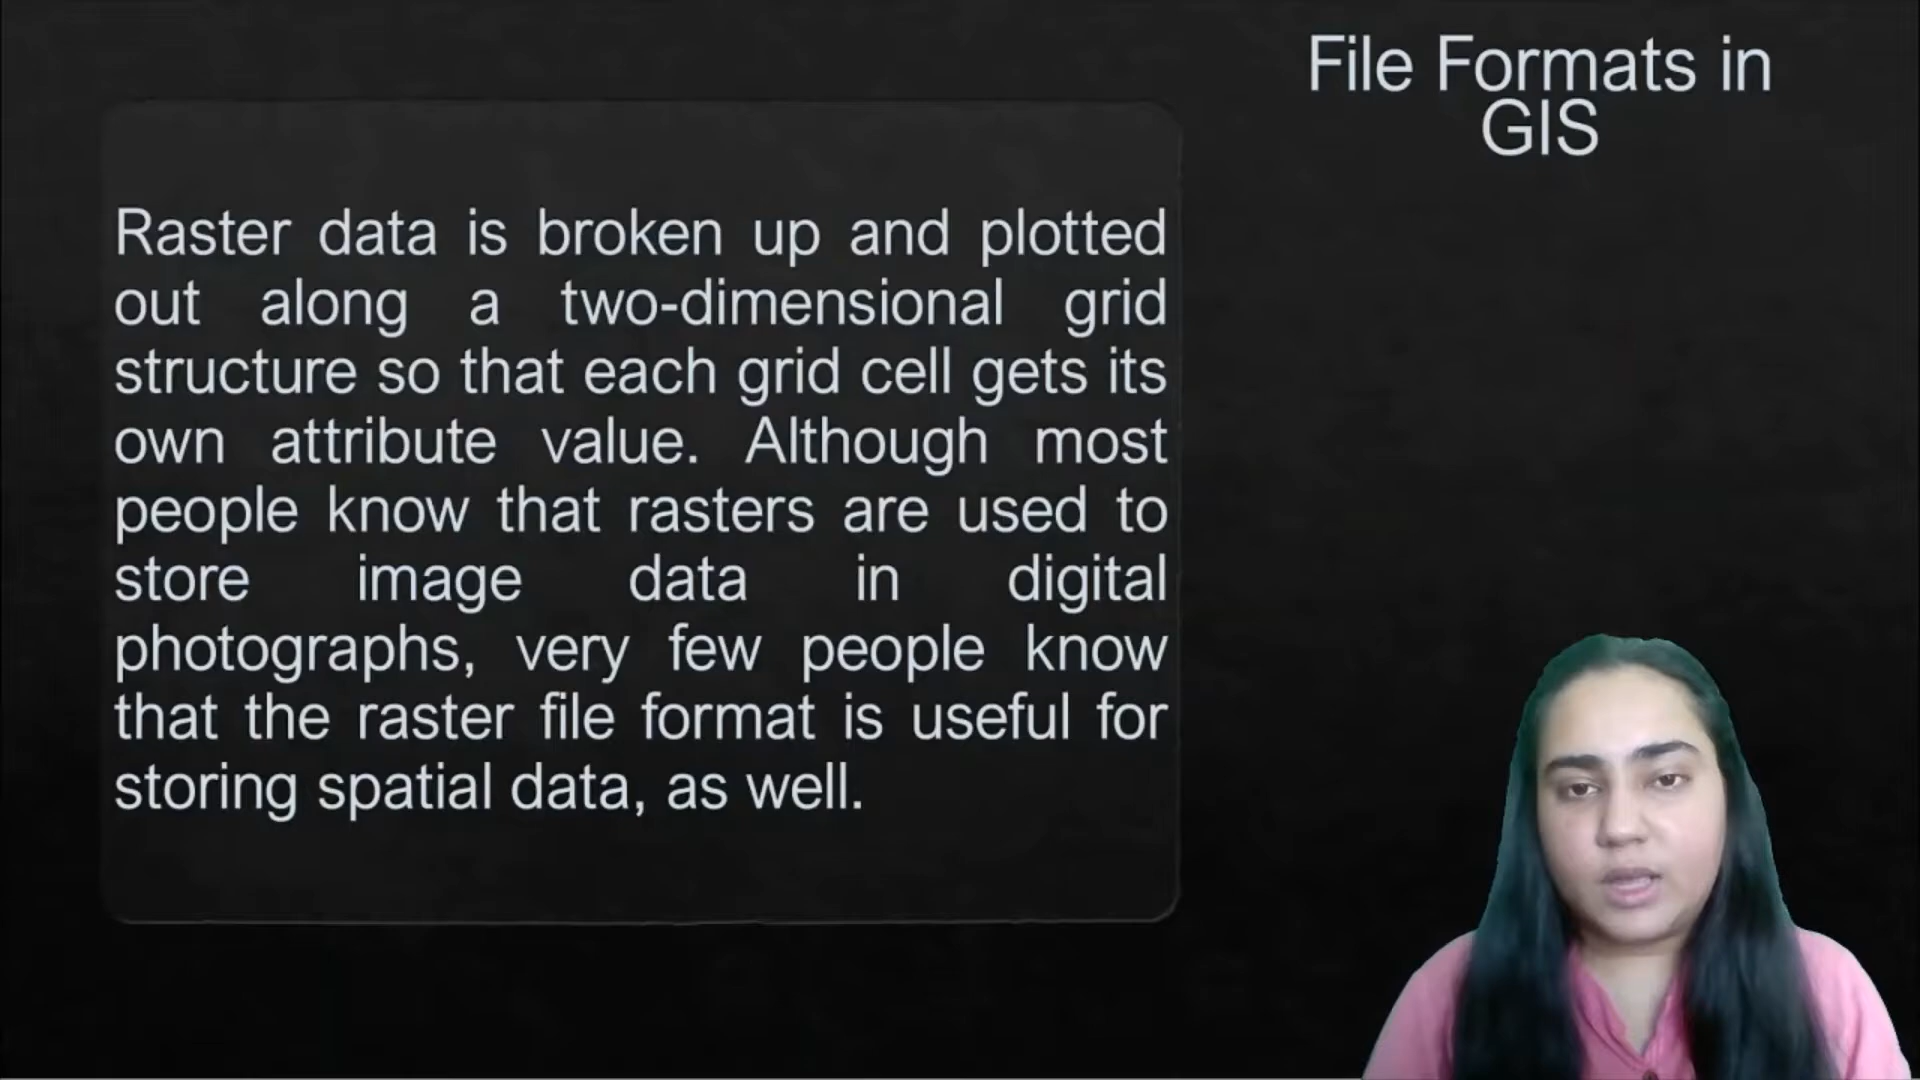 File Formats in
GIS
Raster data is broken up and plotted
out along a two-dimensional grid
structure so that each grid cell gets its
own attribute value. Although most
people know that rasters are used to
store image data in digital
photographs, very few people know
that the raster file format is useful for
storing spatial data, as well.